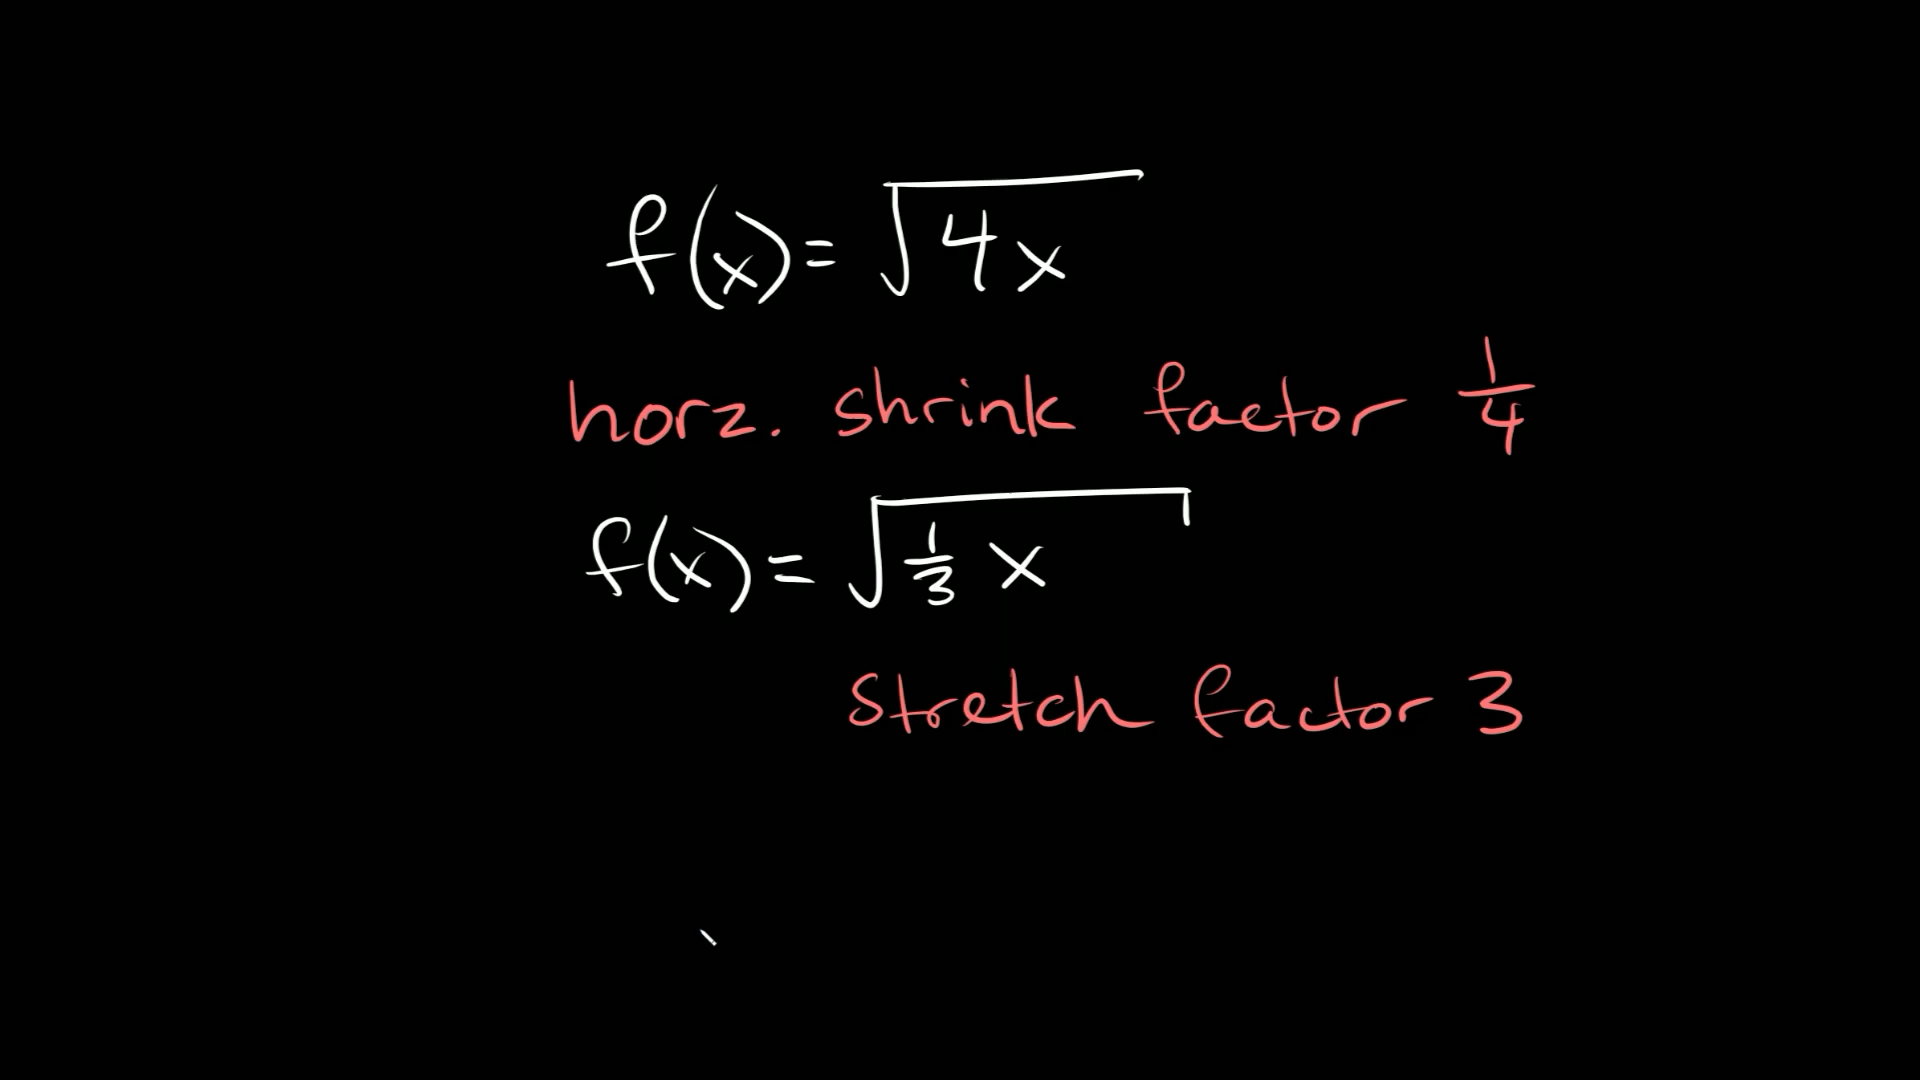 f(x) = √4x
horz. shrink factor 1/4
f(x) = √1/3 x
stretch factor 3